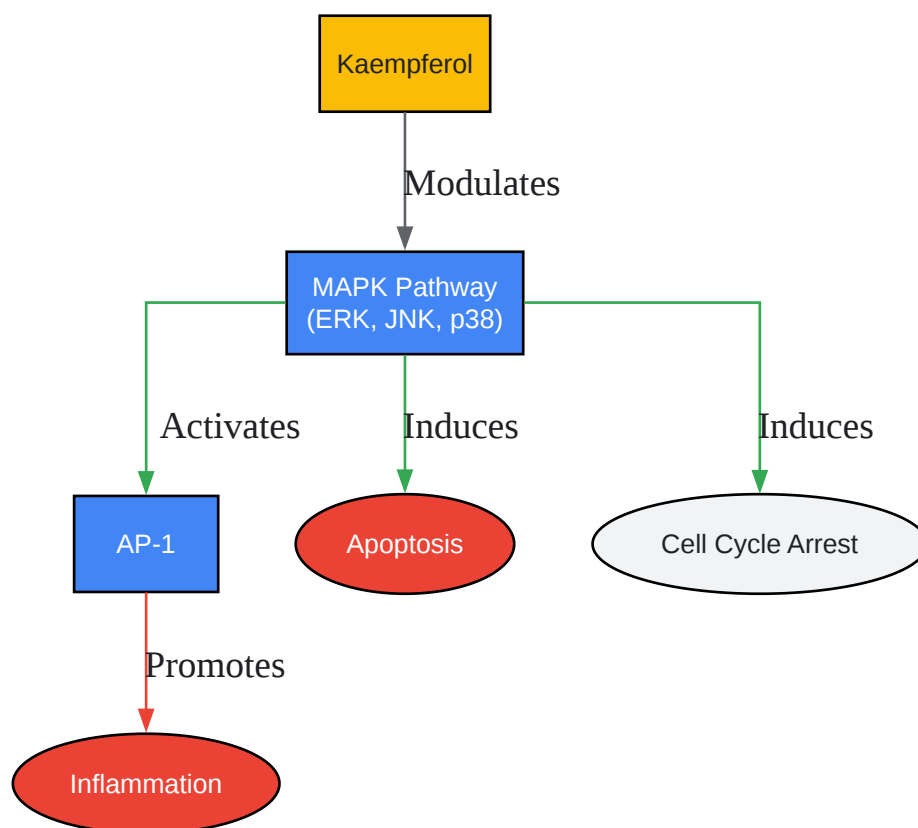 Kaempferol
Modulates
MAPK Pathway
(ERK, JNK, p38)
Activates
Induces
Induces
AP-1
Apoptosis
Cell Cycle Arrest
Promotes
Inflammation